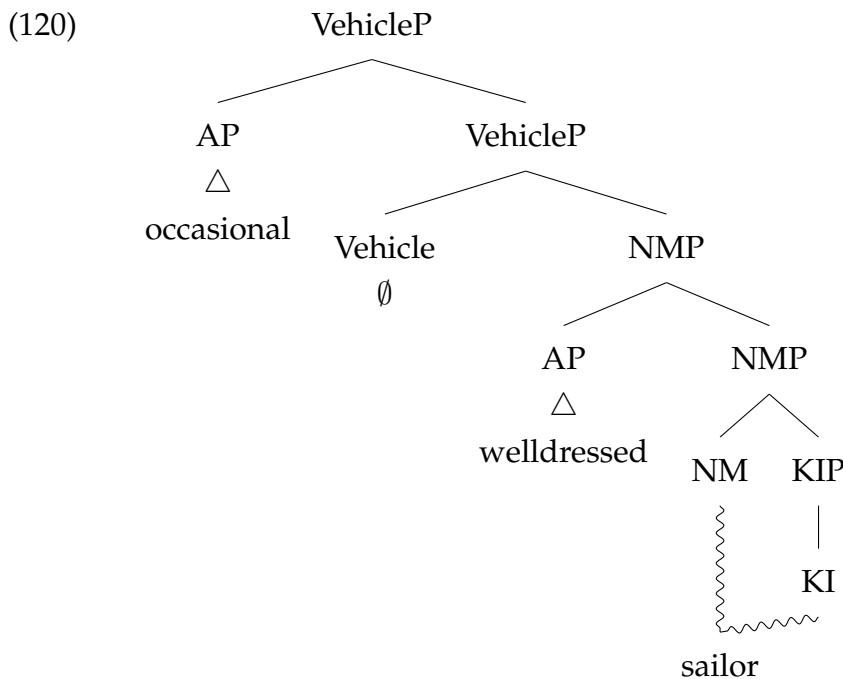 (120) VehicleP
AP VehicleP
occasional
Vehicle NMP
∅
AP NMP
welldressed
NM KIP
KI
sailor